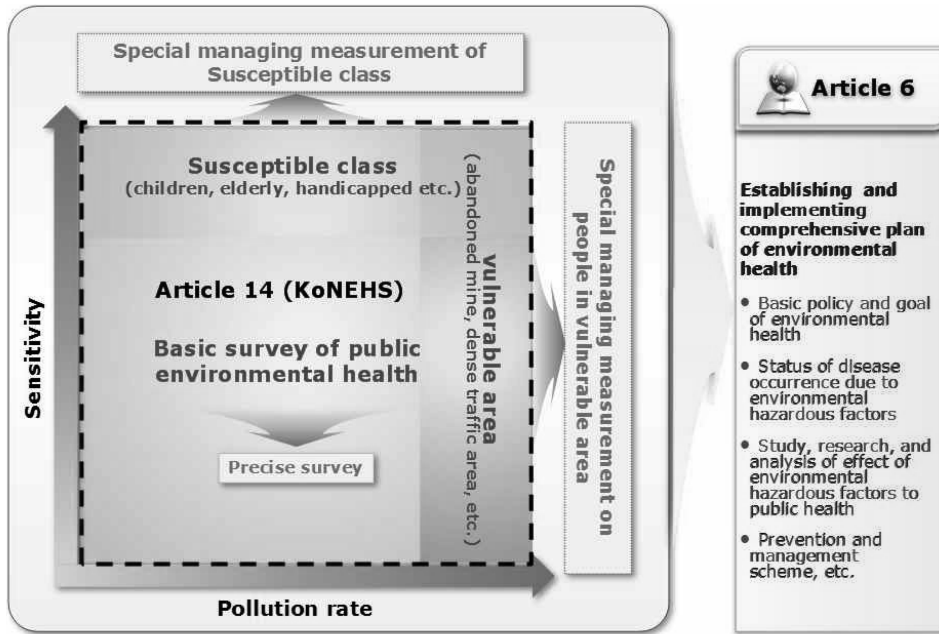 Special managing measurement of
Susceptible class
Susceptible class
(children, elderly, handicapped etc.)
Article 14 (KoNEHS)
Basic survey of public
environmental health
Precise survey
vulnerable area
(abandoned mine, dense traffic area, etc.)
Special managing measurement on
people in vulnerable area
Sensitivity
Pollution rate
Article 6
Establishing and
implementing
comprehensive plan
of environmental
health
• Basic policy and goal
of environmental
health
• Status of disease
occurrence due to
environmental
hazardous factors
• Study, research, and
analysis of effect of
environmental
hazardous factors to
public health
• Prevention and
management
scheme, etc.